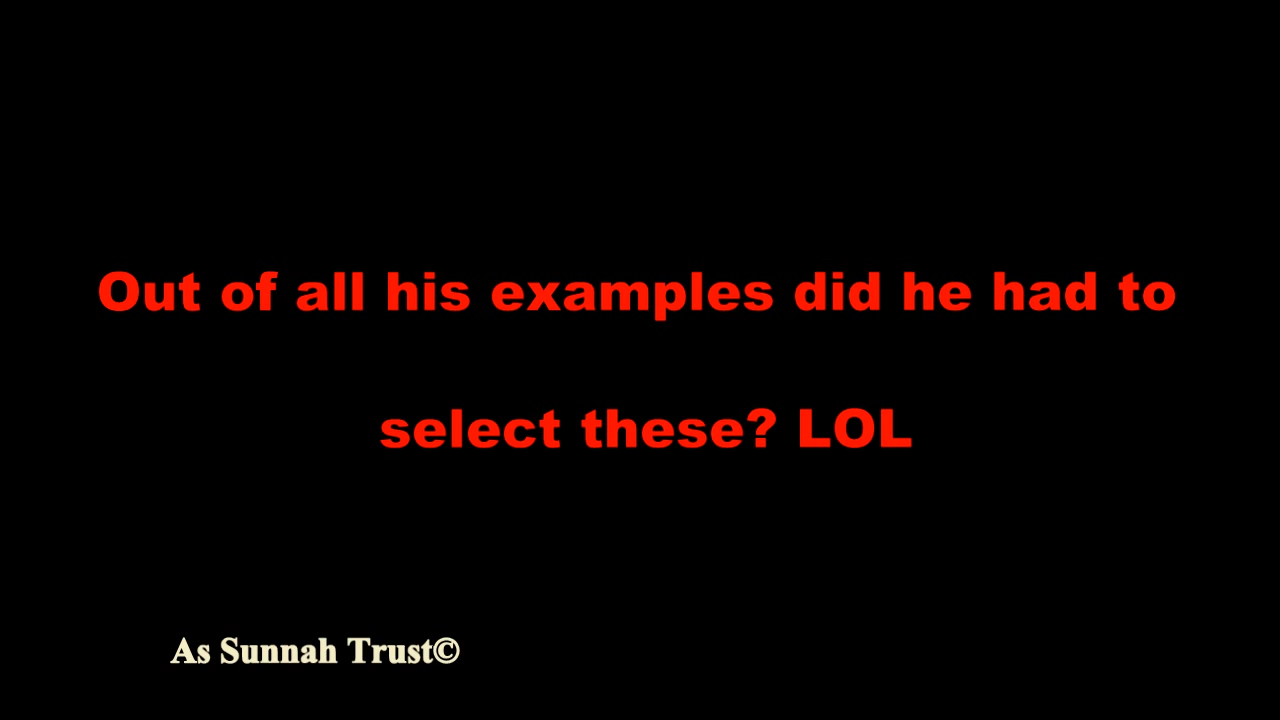 Out of all his examples did he had to
select these? LOL
As Sunnah Trust©